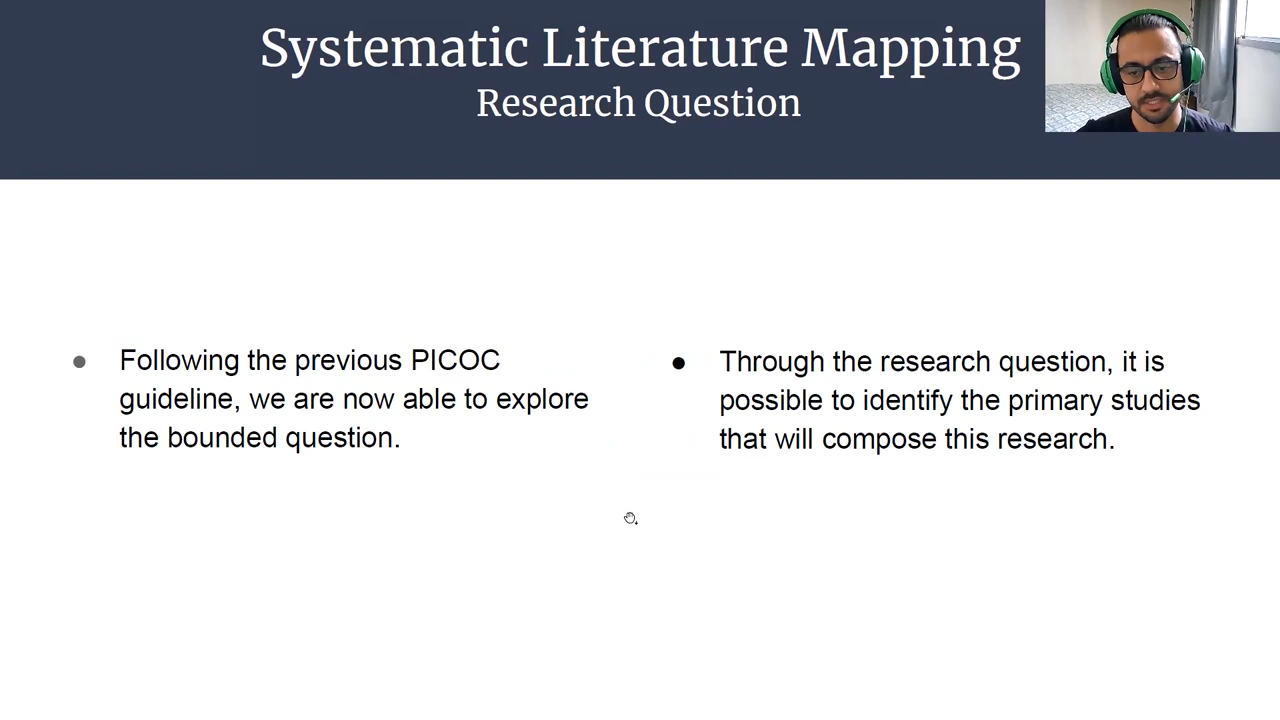 Systematic Literature Mapping
Research Question
● Following the previous PICOC
guideline, we are now able to explore
the bounded question.
● Through the research question, it is
possible to identify the primary studies
that will compose this research.